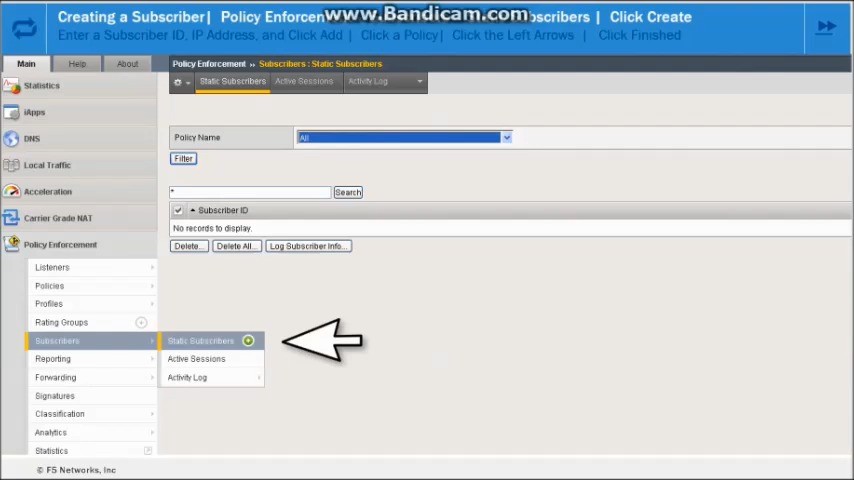 www.Bandicam.com
Creating a Subscriber| Policy Enforcem bscribers | Click Create
Enter a Subscriber ID, IP Address, and Click Add | Click a Policy| Click the Left Arrows | Click Finished
Main Help About
Policy Enforcement ›› Subscribers : Static Subscribers
Static Subscribers Active Sessions Activity Log
Statistics
iApps
DNS
Local Traffic
Acceleration
Carrier Grade NAT
Policy Enforcement
Listeners
Policies
Profiles
Rating Groups
Subscribers
Reporting
Forwarding
Signatures
Classification
Analytics
Statistics
Static Subscribers
Active Sessions
Activity Log
Policy Name All
Filter
* Search
Subscriber ID
No records to display.
Delete... Delete All... Log Subscriber Info...
© F5 Networks, Inc